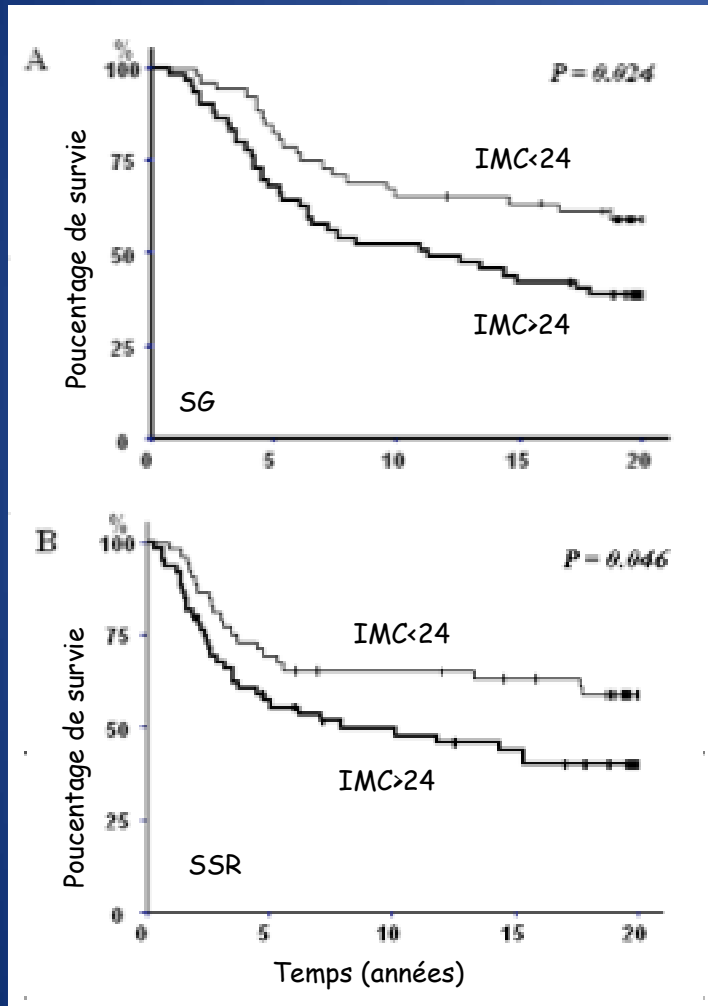 A
%
P = 0.024
100
75
50
25
0
Poucentage de survie
IMC<24
IMC>24
SG
0 5 10 15 20
B
%
P = 0.046
100
75
50
25
0
Poucentage de survie
IMC<24
IMC>24
SSR
0 5 10 15 20
Temps (années)